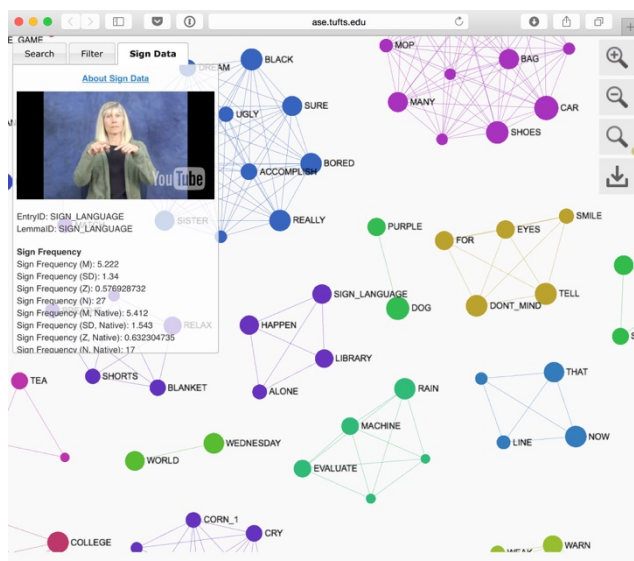 ase.tufts.edu
GAME
Search
Filter
Sign Data
About Sign Data
YouTube
EntryID: SIGN_LANGUAGE
LemmaID: SIGN_LANGUAGE
Sign Frequency
Sign Frequency (M): 5.222
Sign Frequency (SD): 1.34
Sign Frequency (Z): 0.576928732
Sign Frequency (N): 27
Sign Frequency (M, Native): 5.412
Sign Frequency (SD, Native): 1.543
Sign Frequency (Z, Native): 0.632304735
Sign Frequency (N, Native): 17
DREAM
BLACK
UGLY
SURE
BORED
ACCOMPLISH
SISTER
REALLY
MOP
BAG
MANY
CAR
SHOES
PURPLE
DOG
SMILE
EYES
FOR
TELL
DONT_MIND
SIGN_LANGUAGE
HAPPEN
LIBRARY
ALONE
RELAX
SHORTS
BLANKET
TEA
RAIN
MACHINE
EVALUATE
THAT
LINE
NOW
WEDNESDAY
WORLD
CORN_1
CRY
COLLEGE
WEAK
WARN